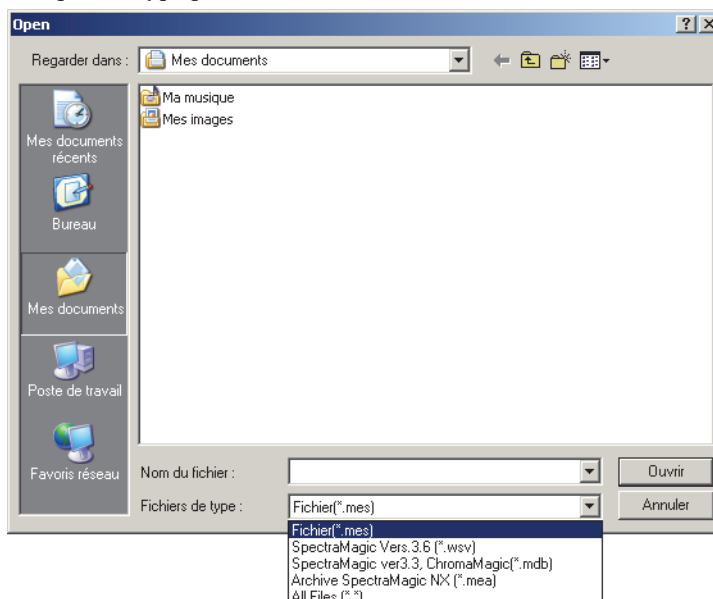 Open
Regarder dans : Mes documents
Ma musique
Mes images
Mes documents récents
Bureau
Mes documents
Poste de travail
Favoris réseau
Nom du fichier : Ouvrir
Fichiers de type : Fichier(*.mes) Annuler
Fichier(*.mes)
SpectraMagic Vers.3.6 (*.wsv)
SpectraMagic ver3.3, ChromaMagic(*.mdb)
Archive SpectraMagic NX (*.mea)
All Files (*.*)